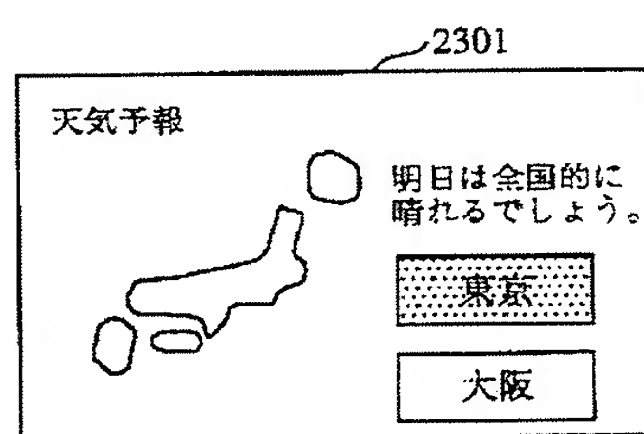 2301
天気予報
明日は全国的に
晴れるでしょう。
東京
大阪